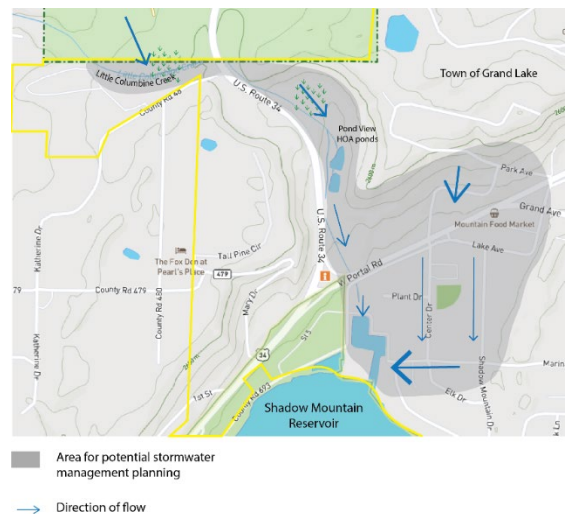 Little Columbine Creek
County Rd 48
U.S. Route 34
Town of Grand Lake
Pond View
HOA ponds
Park Ave
Grand Ave
Mountain Food Market
Lake Ave
Katherine Dr
The Fox Den at
Pearl's Place
Tall Pine Cir
479
U.S. Route 34
W Portal Rd
79
County Rd 479
County Rd 480
Mary Dr
Plant Dr
Center Dr
Katherine Dr
34
St S
1st St
County Rd 693
Shadow Mountain Dr
Marin
Elk Dr
k Ln
Shadow Mountain
Reservoir
Area for potential stormwater
management planning
Direction of flow